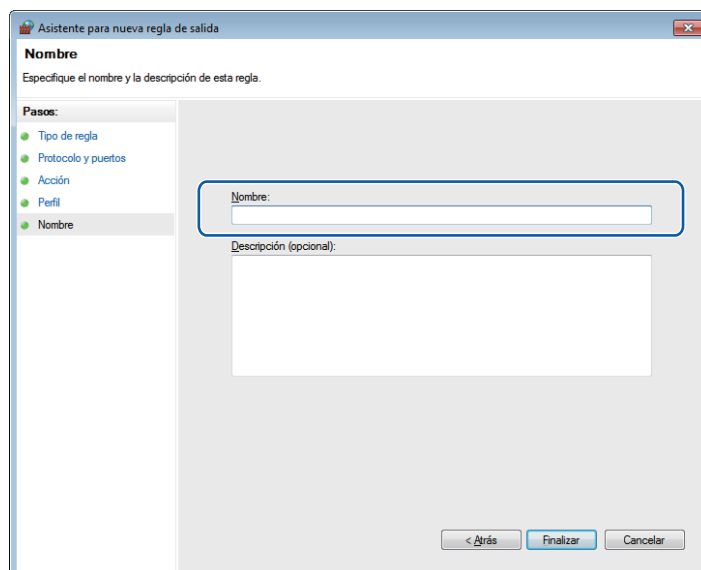 Asistente para nueva regla de salida
Nombre
Especifique el nombre y la descripción de esta regla.
Pasos:
Tipo de regla
Protocolo y puertos
Acción
Perfil
Nombre
Nombre:
Descripción (opcional):
< Atrás
Finalizar
Cancelar